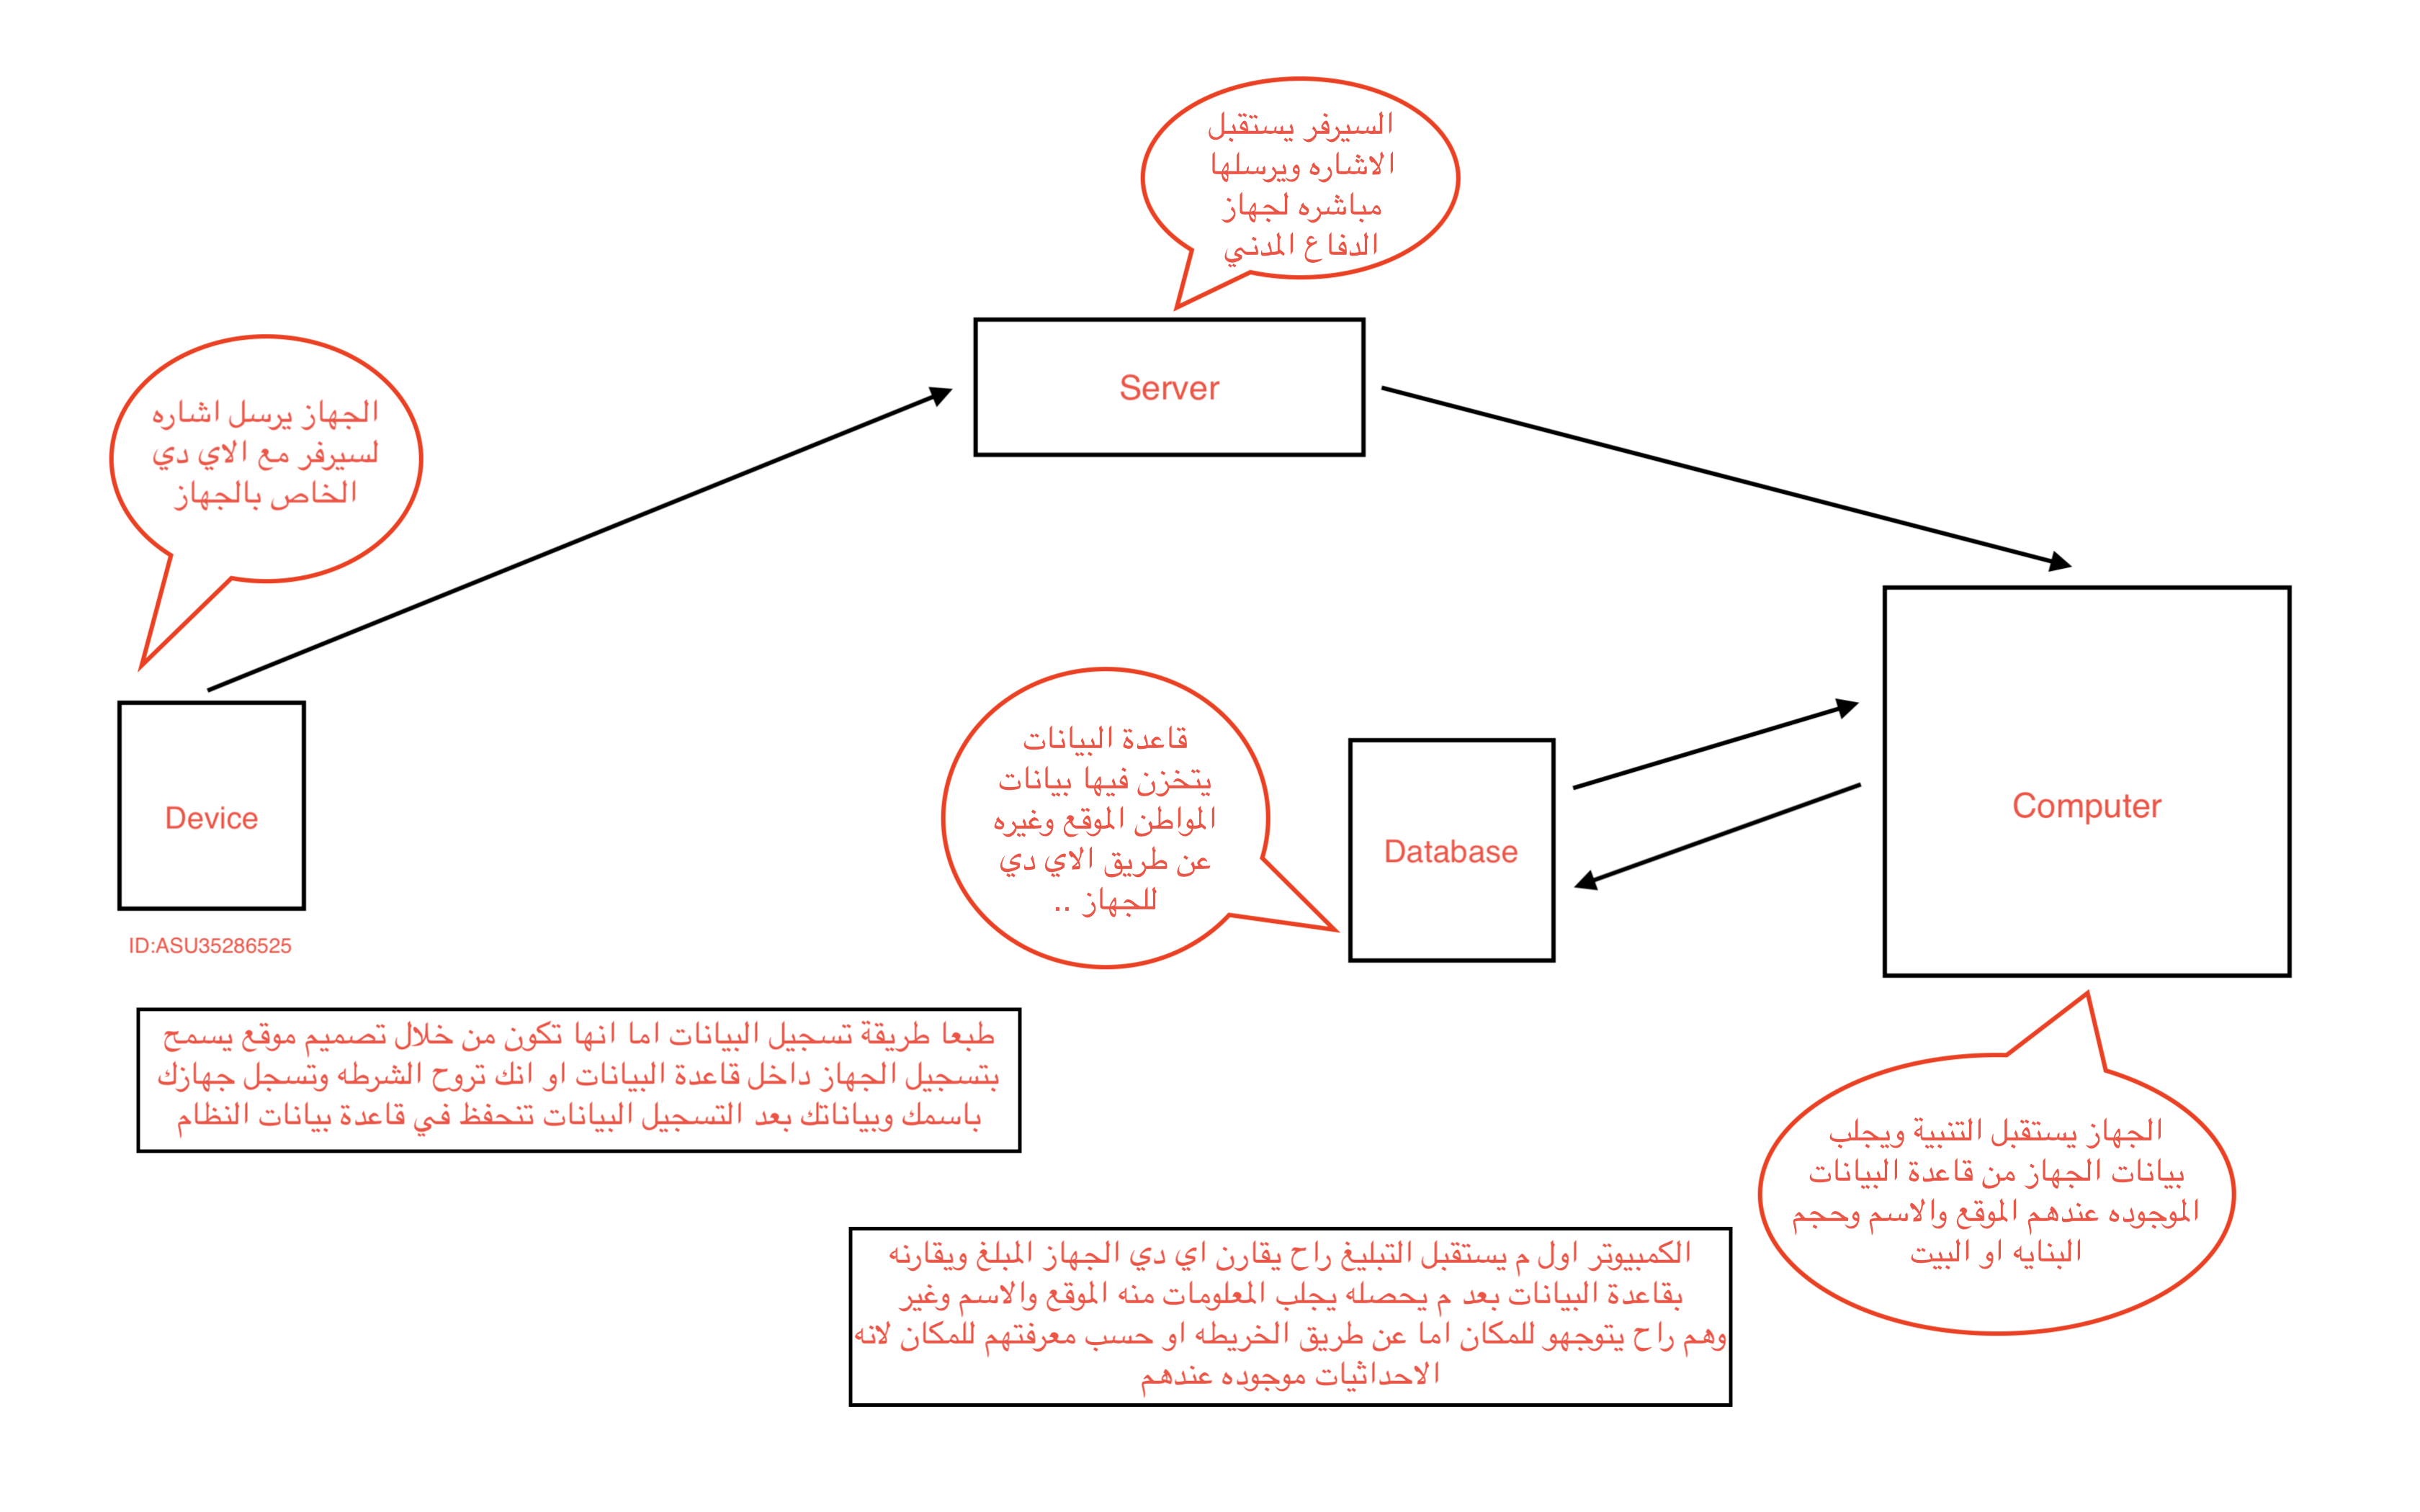 السيرفر يستقبل
الاشاره ويرسلها
مباشره لجهاز
الدفاع المدني
Server
الجهاز يرسل اشاره
لسيرفر مع الاي دي
الخاص بالجهاز
Device
ID:ASU35286525
قاعدة البيانات
يتخزن فيها بيانات
المواطن الموقع وغيره
عن طريق الاي دي
للجهاز ..
Database
Computer
طبعا طريقة تسجيل البيانات اما انها تكون من خلال تصميم موقع يسمح
بتسجيل الجهاز داخل قاعدة البيانات او انك تروح الشرطه وتسجل جهازك
باسمك وبياناتك بعد التسجيل البيانات تنحفظ في قاعدة بيانات النظام
الجهاز يستقبل التنبية ويجلب
بيانات الجهاز من قاعدة البيانات
الموجوده عندهم الموقع والاسم وحجم
البنايه او البيت
الكمبيوتر اول م يستقبل التبليغ راح يقارن اي دي الجهاز المبلغ ويقارنه
بقاعدة البيانات بعد م يحصله يجلب المعلومات منه الموقع والاسم وغير
وهم راح يتوجهو للمكان اما عن طريق الخريطه او حسب معرفتهم للمكان لانه
الاحداثيات موجوده عندهم